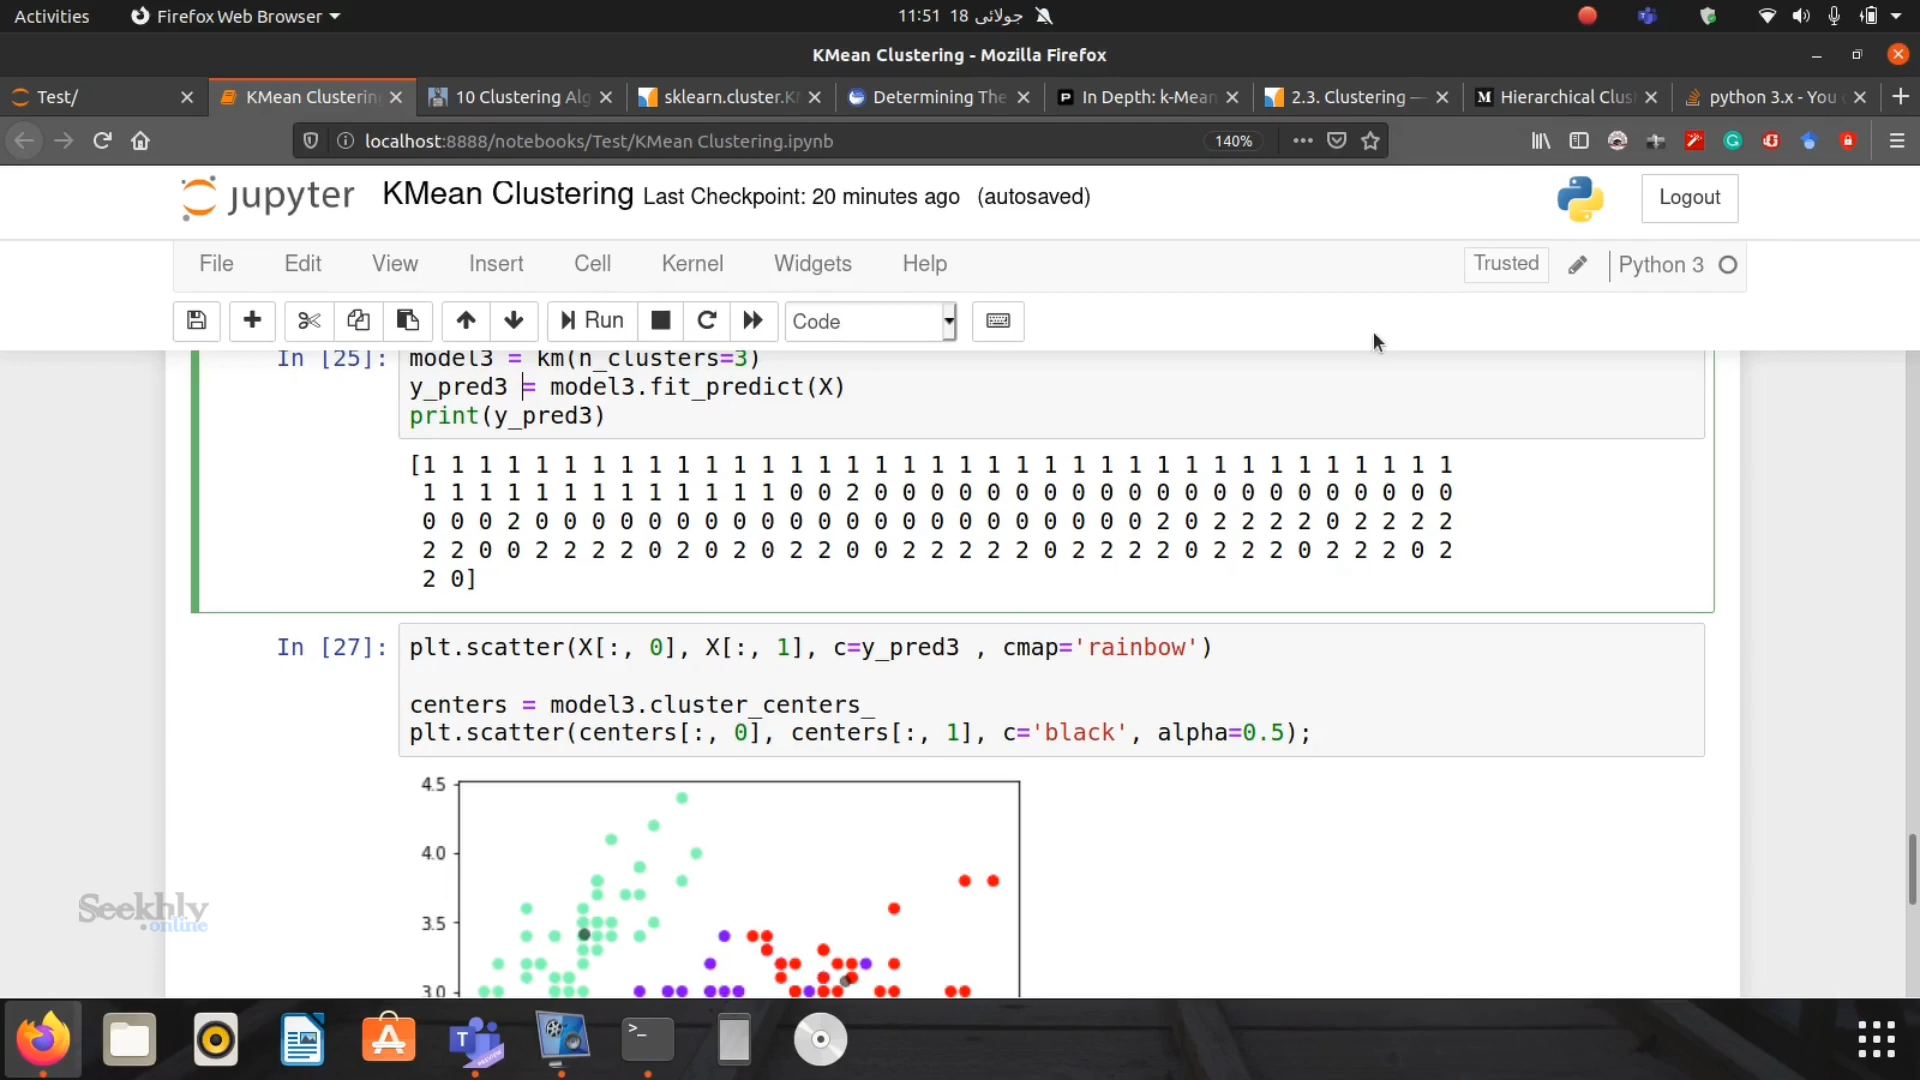 Activities Firefox Web Browser 11:51 18 جولائی
KMean Clustering - Mozilla Firefox
Test/ KMean Clusterin 10 Clustering Alg sklearn.cluster.K Determining The In Depth: k-Mean 2.3. Clustering — Hierarchical Clus python 3.x - You
localhost:8888/notebooks/Test/KMean Clustering.ipynb 140%
jupyter KMean Clustering Last Checkpoint: 20 minutes ago (autosaved) Logout
File Edit View Insert Cell Kernel Widgets Help Trusted Python 3
Run Code
In [25]: model3 = km(n_clusters=3)
y_pred3 = model3.fit_predict(X)
print(y_pred3)
[1 1 1 1 1 1 1 1 1 1 1 1 1 1 1 1 1 1 1 1 1 1 1 1 1 1 1 1 1 1 1 1 1 1 1 1 1
1 1 1 1 1 1 1 1 1 1 1 1 1 0 0 2 0 0 0 0 0 0 0 0 0 0 0 0 0 0 0 0 0 0 0 0 0
0 0 0 2 0 0 0 0 0 0 0 0 0 0 0 0 0 0 0 0 0 0 0 0 0 0 2 0 2 2 2 2 0 2 2 2 2
2 2 0 0 2 2 2 2 0 2 0 2 0 2 2 0 0 2 2 2 2 2 0 2 2 2 2 0 2 2 2 0 2 2 2 0 2
2 0]
In [27]: plt.scatter(X[:, 0], X[:, 1], c=y_pred3 , cmap='rainbow')
centers = model3.cluster_centers_
plt.scatter(centers[:, 0], centers[:, 1], c='black', alpha=0.5);
4.5
4.0
3.5
3.0
Seekhly
.online